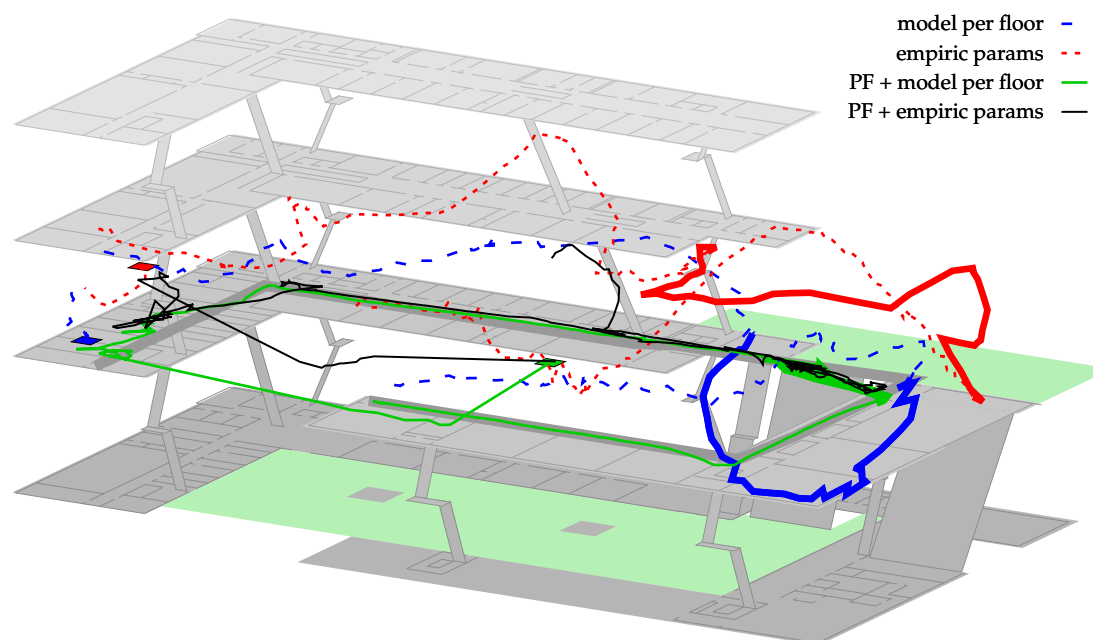 model per floor
empiric params
PF + model per floor
PF + empiric params